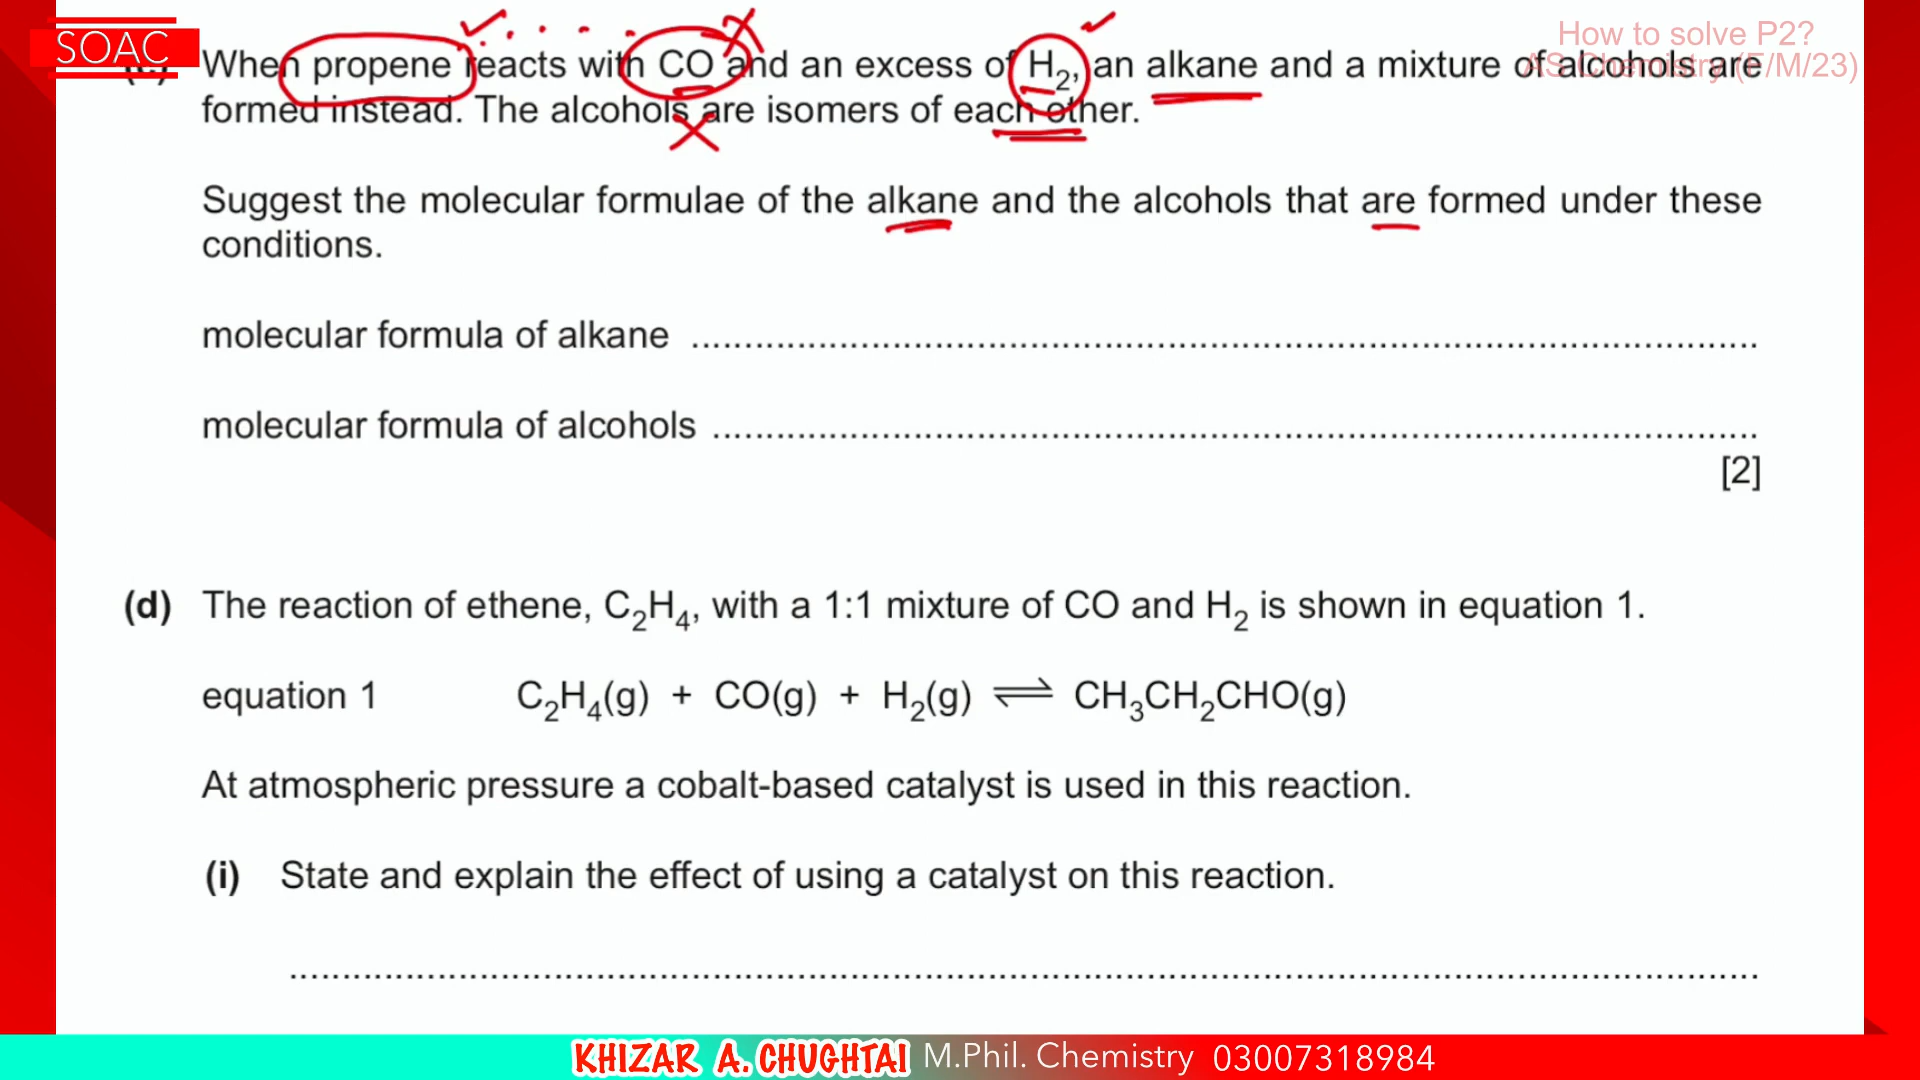 SOAC
How to solve P2?
AS Chemistry (F/M/23)
(c) When propene reacts with CO and an excess of H2, an alkane and a mixture of alcohols are
formed instead. The alcohols are isomers of each other.
Suggest the molecular formulae of the alkane and the alcohols that are formed under these
conditions.
molecular formula of alkane ..........
molecular formula of alcohols ..........
[2]
(d) The reaction of ethene, C2H4, with a 1:1 mixture of CO and H2 is shown in equation 1.
equation 1 C2H4(g) + CO(g) + H2(g) ⇌ CH3CH2CHO(g)
At atmospheric pressure a cobalt-based catalyst is used in this reaction.
(i) State and explain the effect of using a catalyst on this reaction.
..........
KHIZAR A. CHUGHTAI M.Phil. Chemistry 03007318984